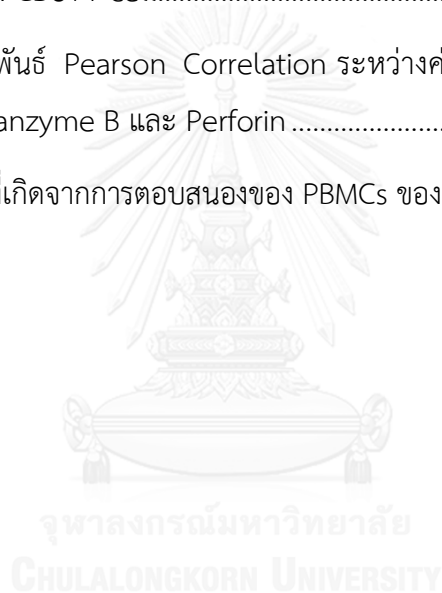 พันธ์ Pearson Correlation ระหว่างค่
anzyme B และ Perforin ........................
ที่เกิดจากการตอบสนองของ PBMCs ของ
จุฬาลงกรณ์มหาวิทยาลัย
CHULALONGKORN UNIVERSITY